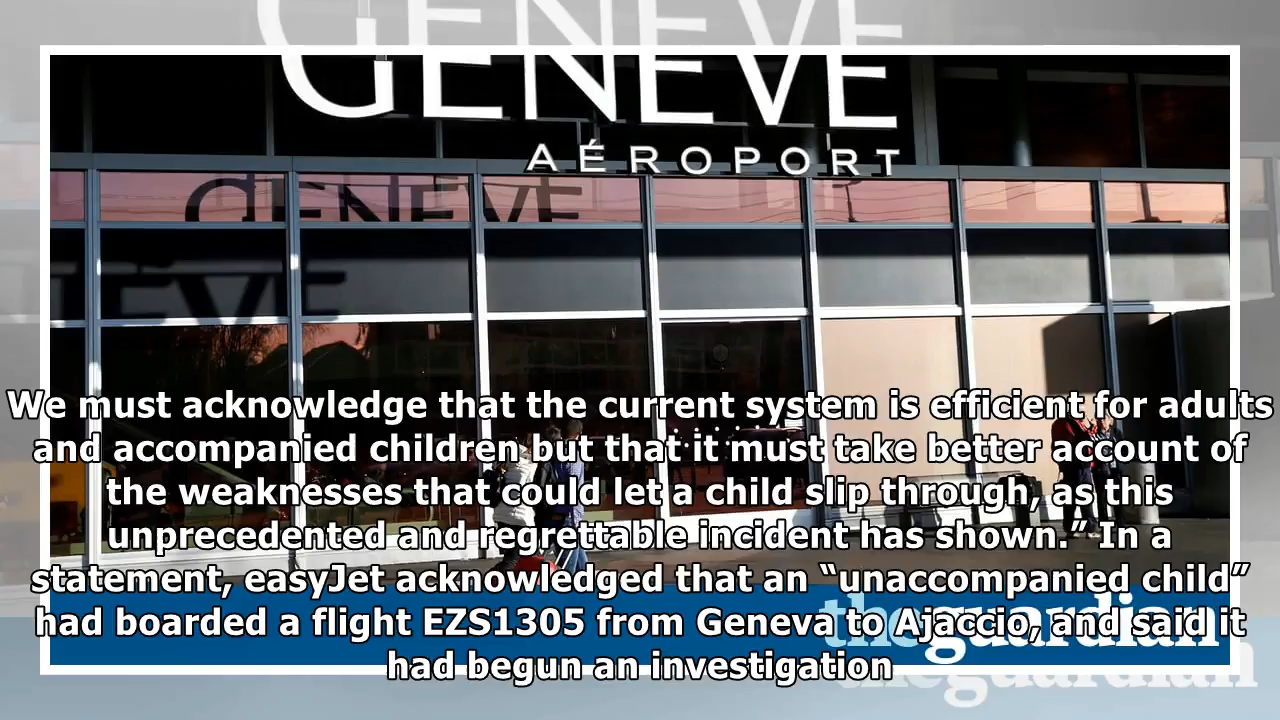 GENÈVE
AÉROPORT
GENÈVE
We must acknowledge that the current system is efficient for adults
and accompanied children but that it must take better account of
the weaknesses that could let a child slip through, as this
unprecedented and regrettable incident has shown.” In a
statement, easyJet acknowledged that an “unaccompanied child”
had boarded a flight EZS1305 from Geneva to Ajaccio, and said it
had begun an investigation
theguardian
theguardian